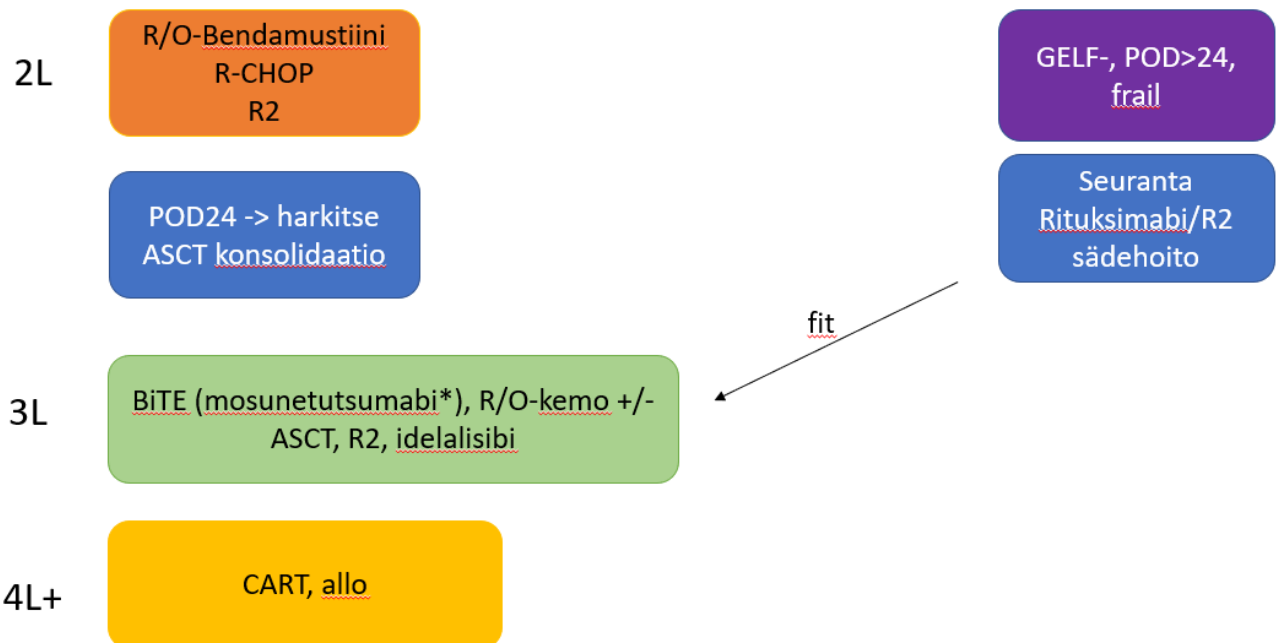 2L
R/O-Bendamustiini
R-CHOP
R2
GELF-, POD>24,
frail
POD24 -> harkitse
ASCT konsolidaatio
Seuranta
Rituksimabi/R2
sädehoito
fit
3L
BiTE (mosunetutsumabi*), R/O-kemo +/-
ASCT, R2, idelalisibi
4L+
CART, allo